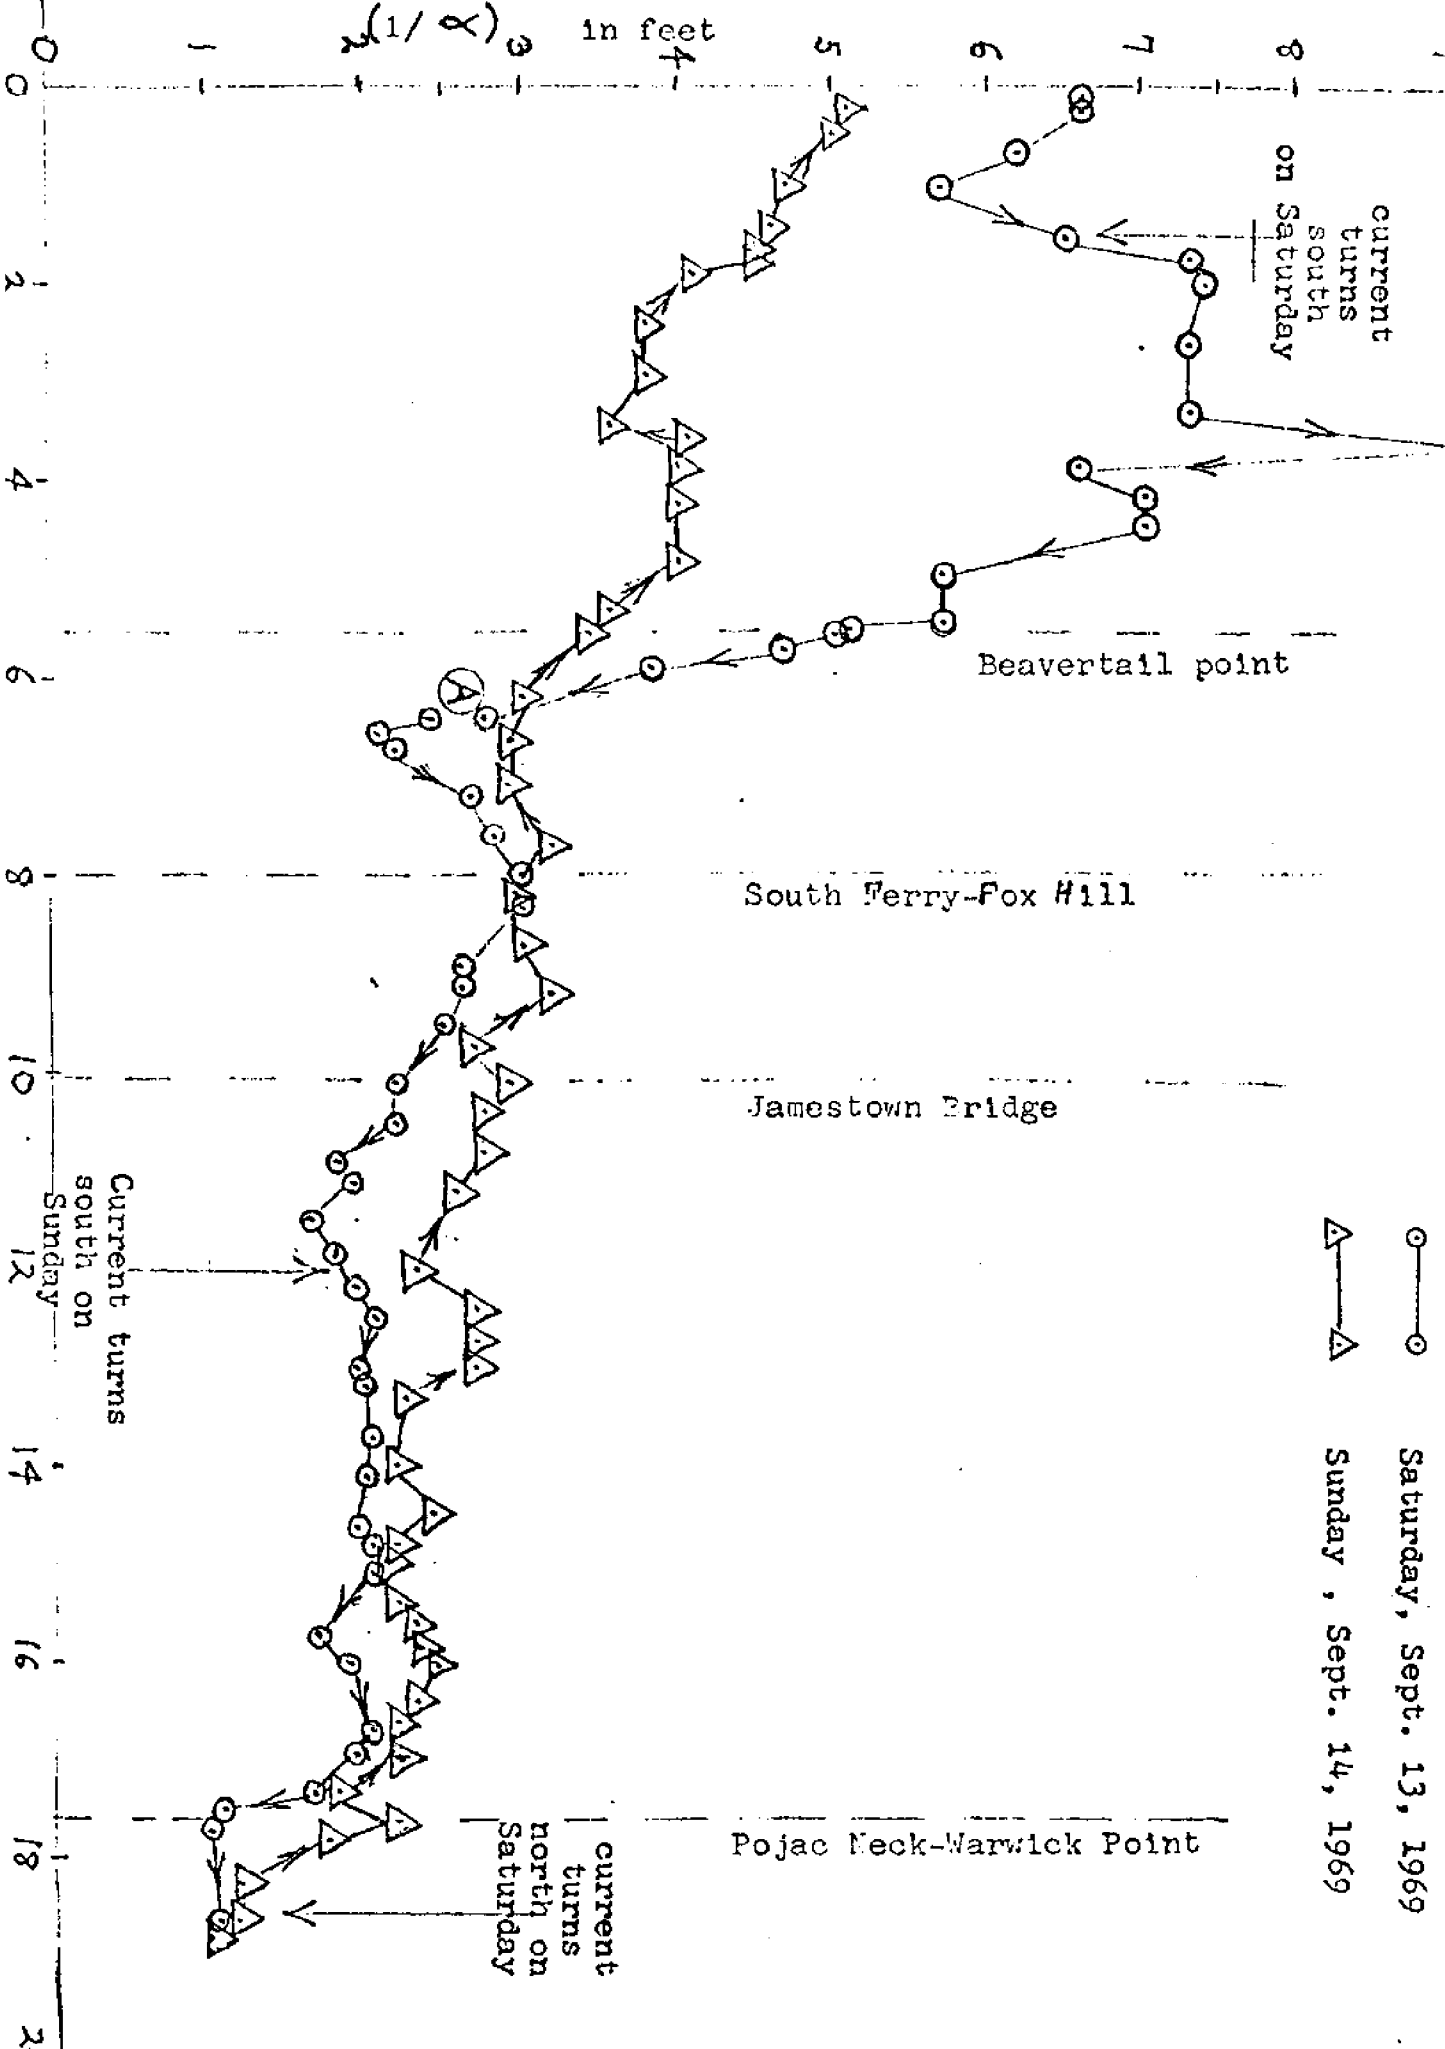 (1/ α)
in feet
0
1
2
3
4
5
6
7
8
0
2
4
6
8
10
12
14
16
18
2
current
turns
south
on Saturday
Beavertail point
A
South Ferry-Fox Hill
Jamestown Bridge
Current turns
south on
Sunday
Saturday, Sept. 13, 1969
Sunday , Sept. 14, 1969
Pojac Neck-Warwick Point
current
turns
north on
Saturday